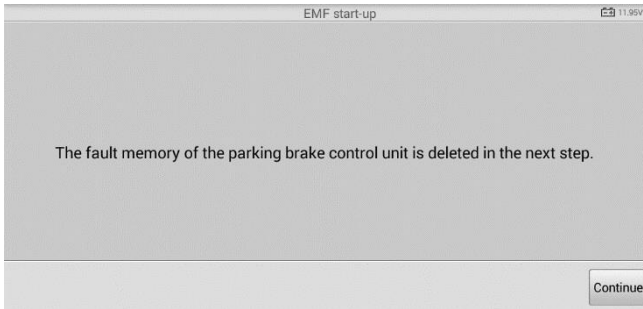 EMF start-up
11.95V
The fault memory of the parking brake control unit is deleted in the next step.
Continue